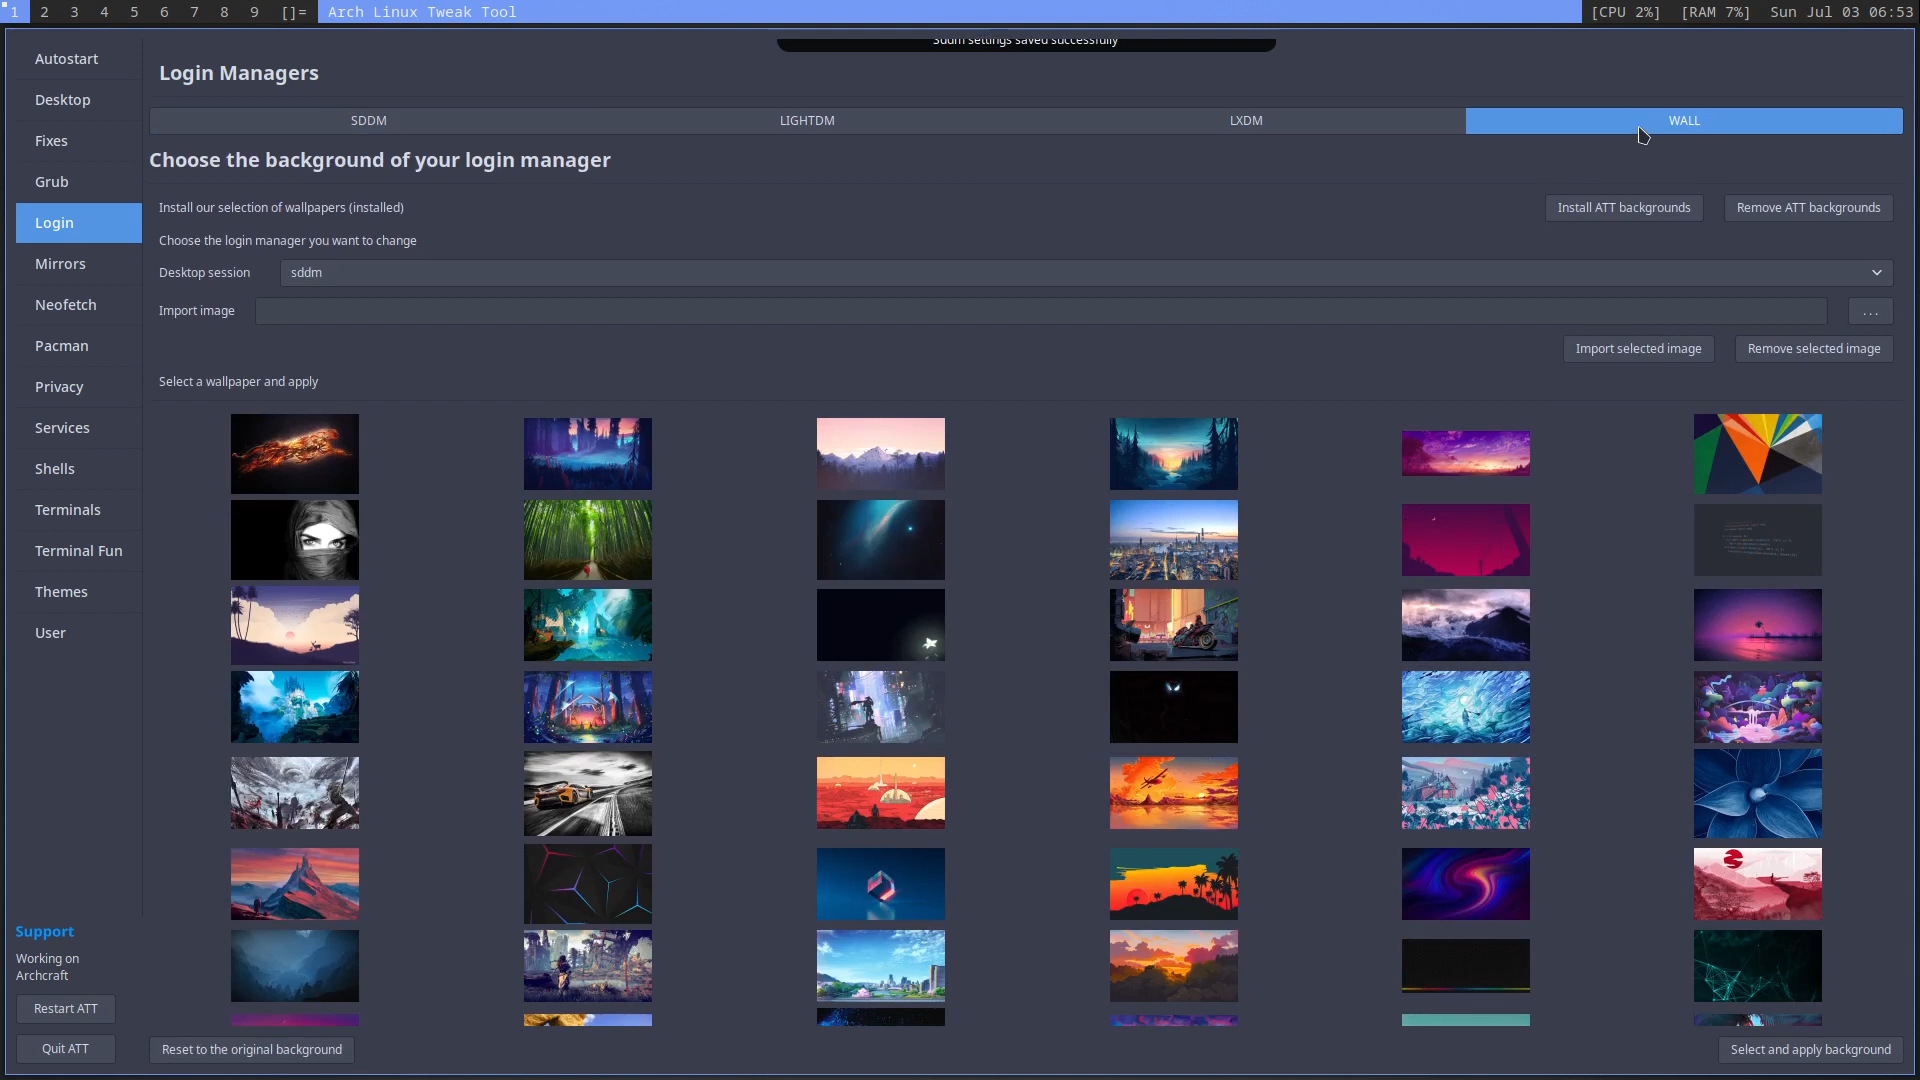 1 2 3 4 5 6 7 8 9 []= Arch Linux Tweak Tool [CPU 2%] [RAM 7%] Sun Jul 03 06:53
Sddm settings saved successfully
Autostart
Desktop
Fixes
Grub
Login
Mirrors
Neofetch
Pacman
Privacy
Services
Shells
Terminals
Terminal Fun
Themes
User
Support
Working on
Archcraft
Restart ATT
Quit ATT
Login Managers
SDDM LIGHTDM LXDM WALL
Choose the background of your login manager
Install our selection of wallpapers (installed) Install ATT backgrounds Remove ATT backgrounds
Choose the login manager you want to change
Desktop session sddm
Import image ...
Import selected image Remove selected image
Select a wallpaper and apply
Reset to the original background Select and apply background